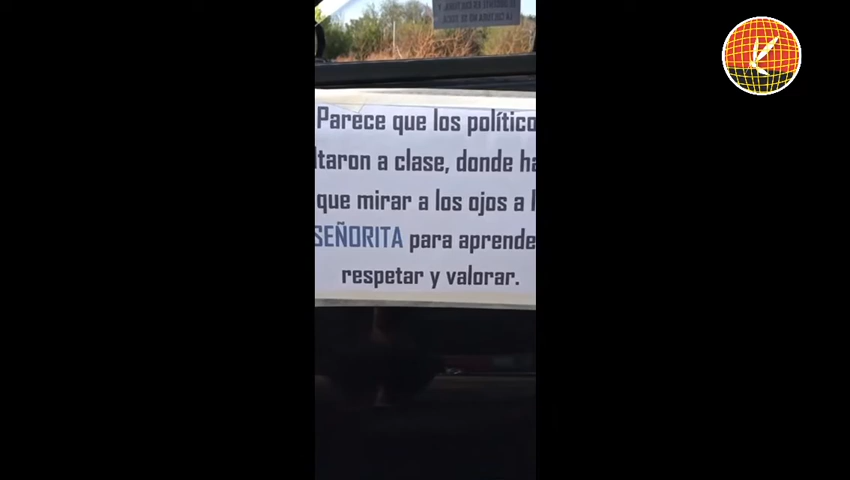 Parece que los político
ltaron a clase, donde ha
que mirar a los ojos a l
SEÑORITA para aprende
respetar y valorar.